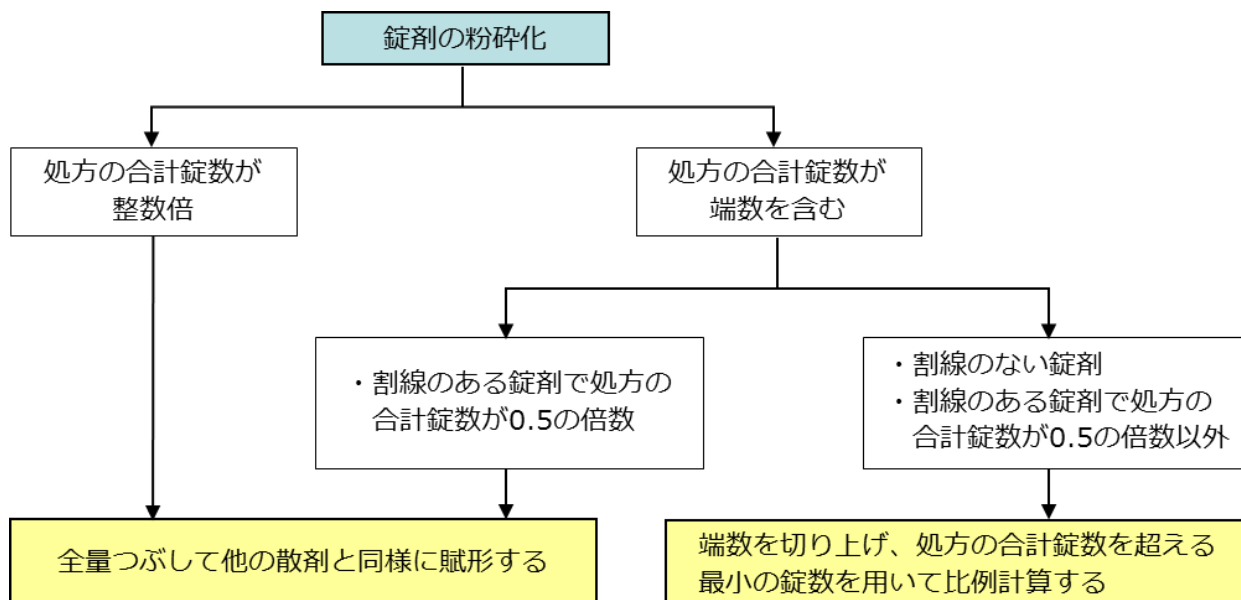 錠剤の粉砕化
処方の合計錠数が
整数倍
処方の合計錠数が
端数を含む
・割線のある錠剤で処方の
合計錠数が0.5の倍数
・割線のない錠剤
・割線のある錠剤で処方の
合計錠数が0.5の倍数以外
全量つぶして他の散剤と同様に賦形する
端数を切り上げ、処方の合計錠数を超える
最小の錠数を用いて比例計算する